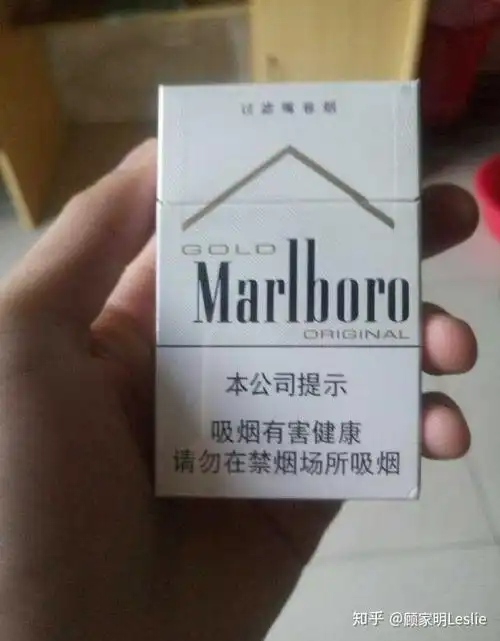 过滤嘴卷烟
GOLD
Marlboro
ORIGINAL
本公司提示
吸烟有害健康
请勿在禁烟场所吸烟
知乎 @顾家明Leslie